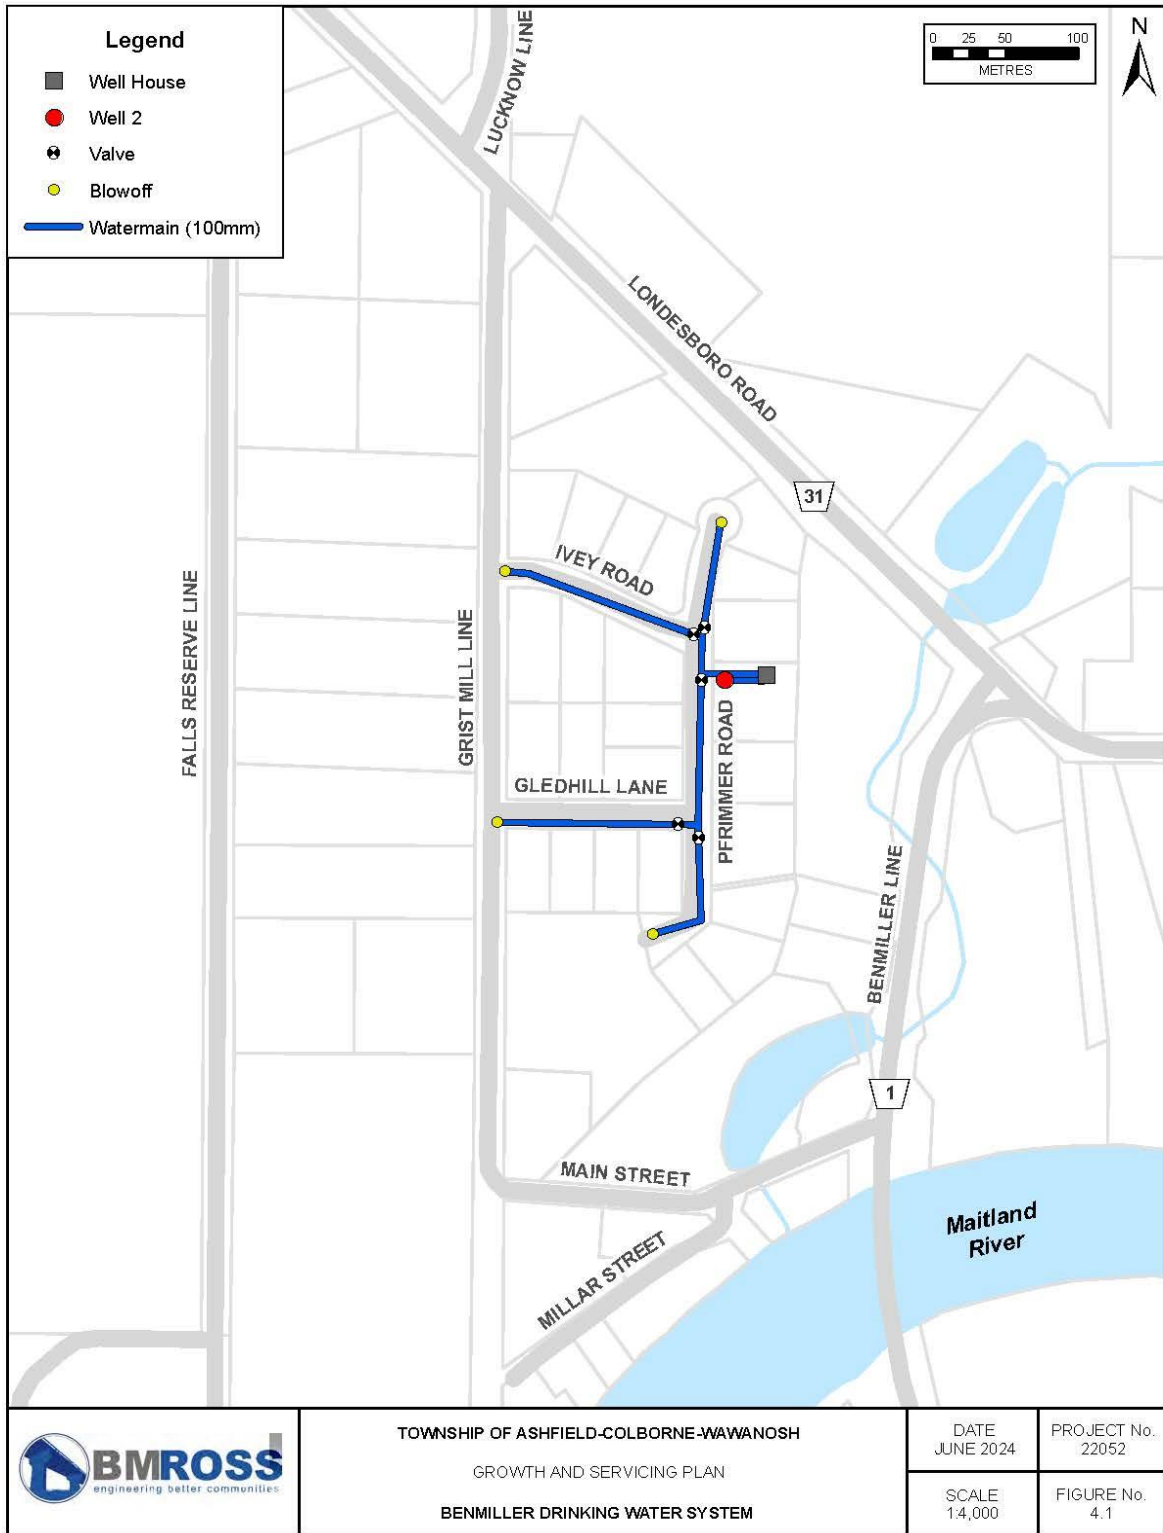 Legend
Well House
Well 2
Valve
Blowoff
Watermain (100mm)
0 25 50 100
METRES
N
LUCKNOW LINE
LONDESBORO ROAD
31
IVEY ROAD
FALLS RESERVE LINE
GRIST MILL LINE
GLEDHILL LANE
PFRIMMER ROAD
BENMILLER LINE
1
MAIN STREET
MILLAR STREET
Maitland
River
BMROSS
engineering better communities
TOWNSHIP OF ASHFIELD-COLBORNE-WAWANOSH
GROWTH AND SERVICING PLAN
BENMILLER DRINKING WATER SYSTEM
DATE
JUNE 2024
PROJECT No.
22052
SCALE
1:4,000
FIGURE No.
4.1